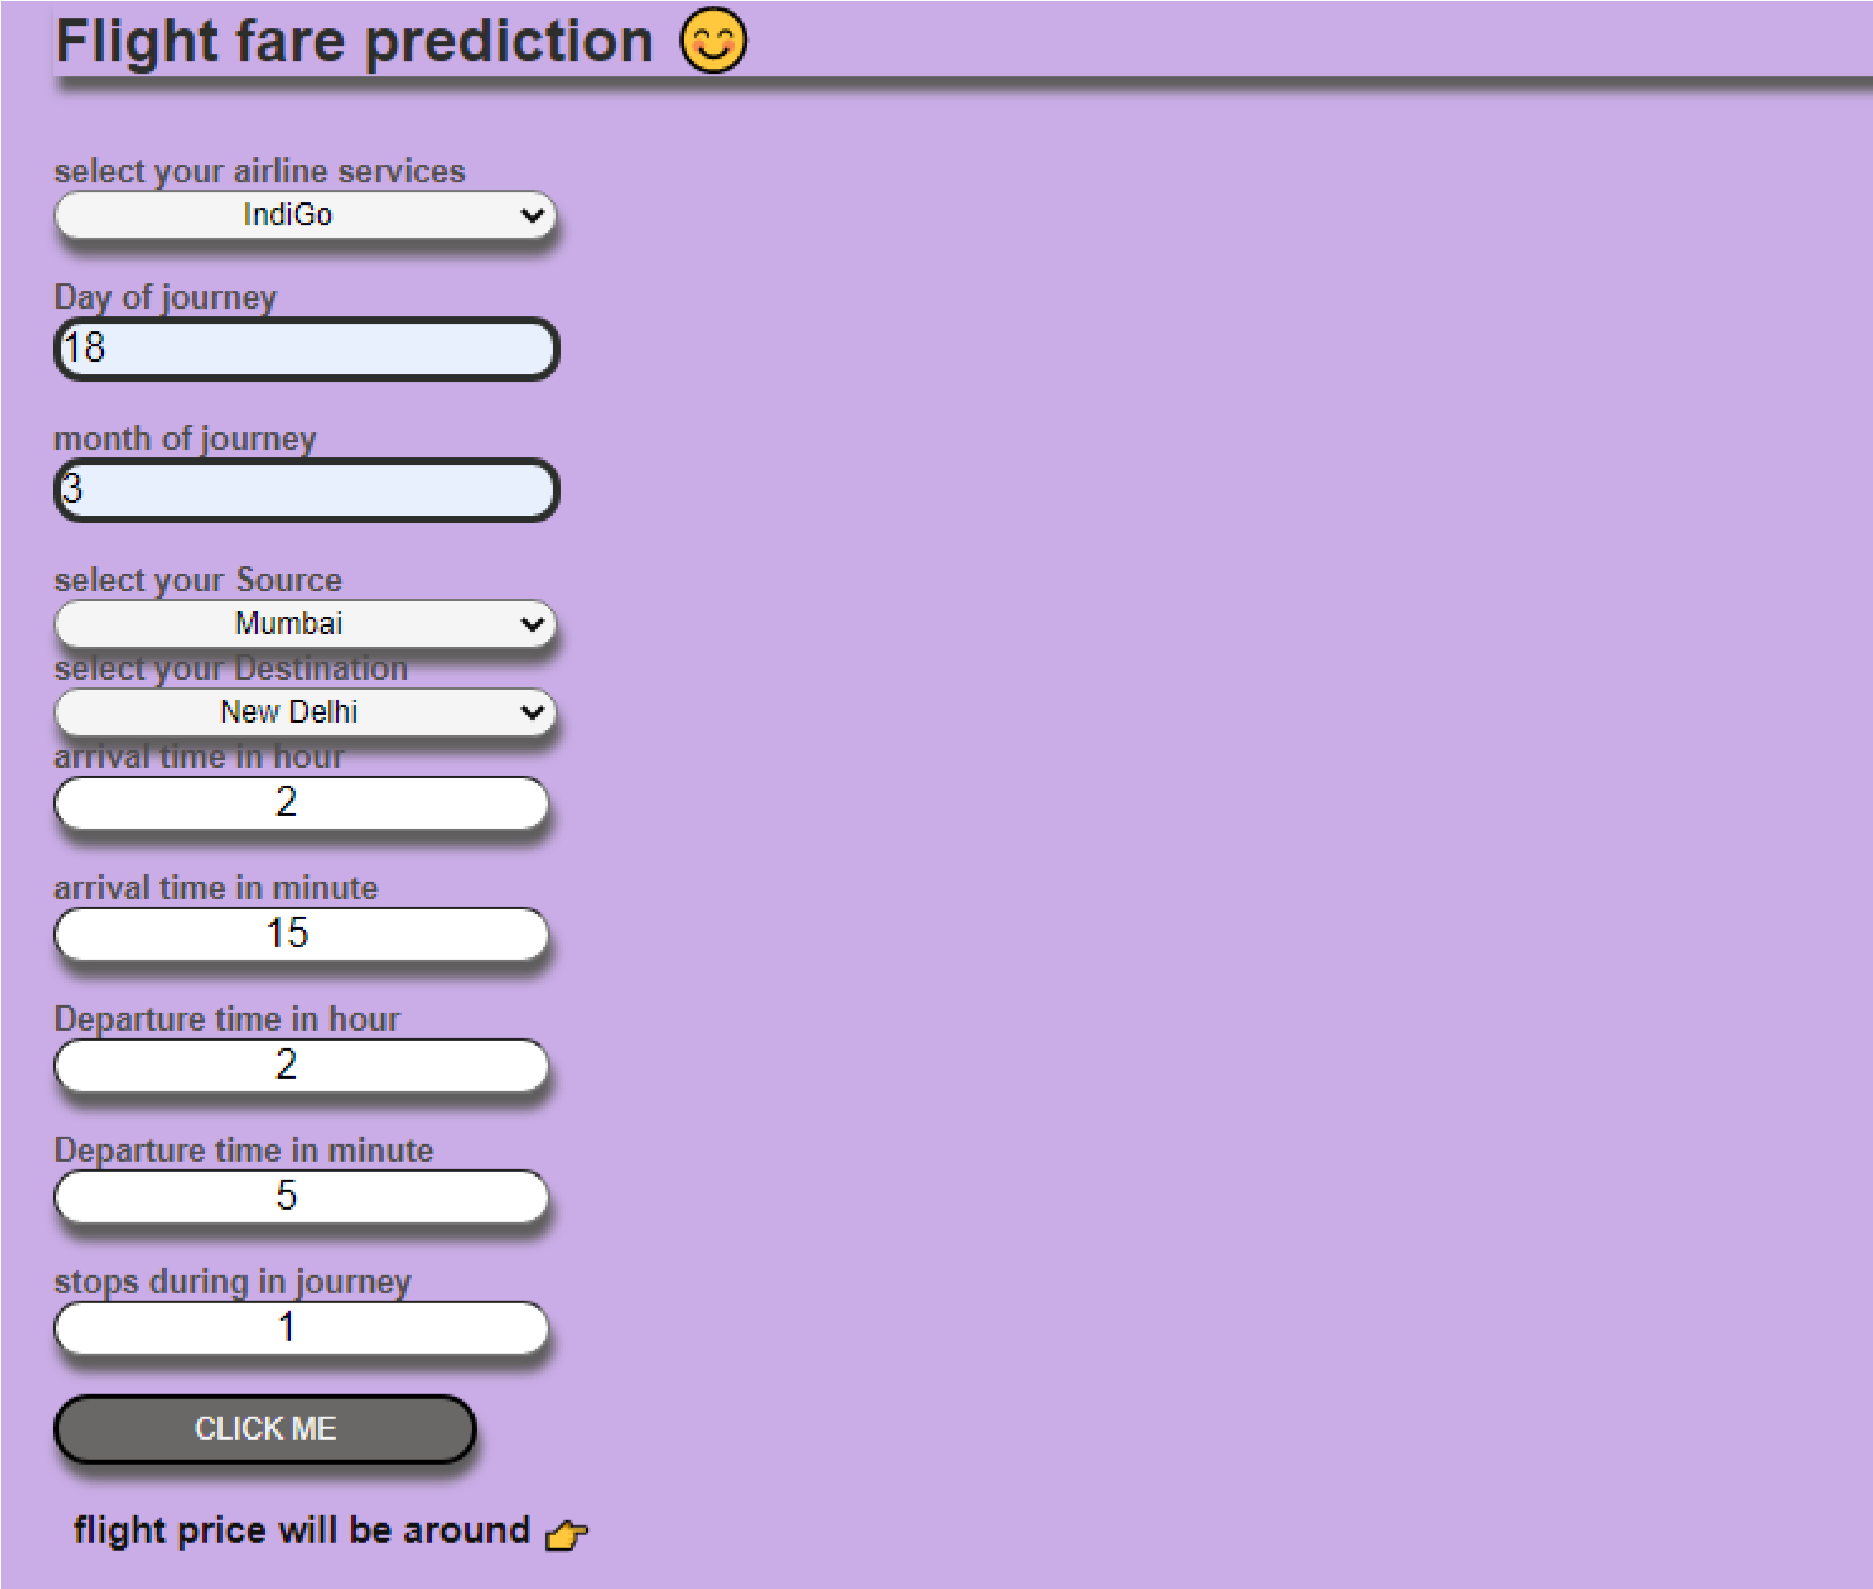 Flight fare prediction 😊
select your airline services
IndiGo
Day of journey
18
month of journey
3
select your Source
Mumbai
select your Destination
New Delhi
arrival time in hour
2
arrival time in minute
15
Departure time in hour
2
Departure time in minute
5
stops during in journey
1
CLICK ME
flight price will be around 👉